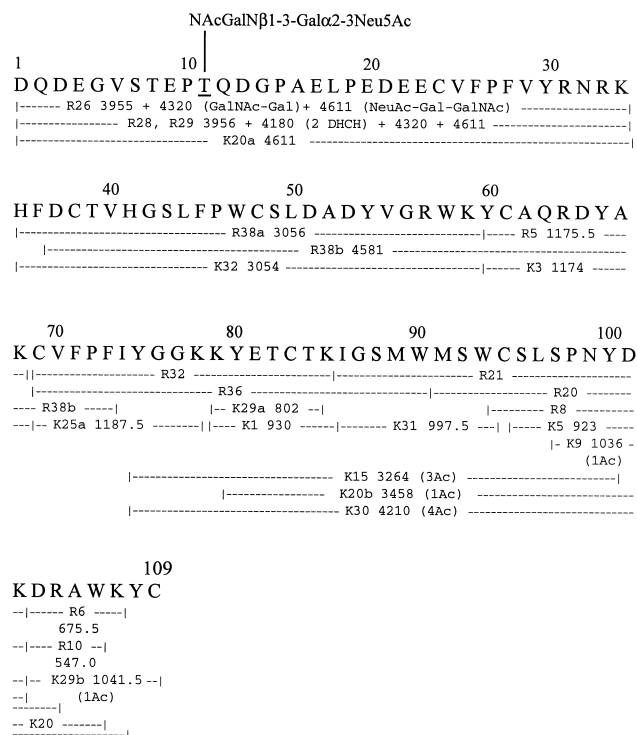 NAcGalNβ1-3-Galα2-3Neu5Ac
1 10 20 30
D Q D E G V S T E P T Q D G P A E L P E D E E C V F P F V Y R N R K
|------- R26 3955 + 4320 (GalNAc-Gal)+ 4611 (NeuAc-Gal-GalNAc) ------------------|
|---------------- R28, R29 3956 + 4180 (2 DHCH) + 4320 + 4611 ---------------------|
|------------------------------- K20a 4611 -----------------------------------------------|
40 50 60
H F D C T V H G S L F P W C S L D A D Y V G R W K Y C A Q R D Y A
|------------------------------- R38a 3056 ------------------------------|----- R5 1175.5 ----
|--------------------------------------- R38b 4581 -----------------------------------
|----------------------------- K32 3054 ------------------------------|------ K3 1174 -----
70 80 90 100
K C V F P F I Y G G K K Y E T C T K I G S M W M S W C S L S P N Y D
--||--------------------- R32 ------------------------|--------------------- R21 ---------------------
|---------------------------- R36 -----------------------------|------------------- R20 -----------
--- R38b -----| |--- K29a 802 ----| |---------- R8 -----------
---|-- K25a 1187.5 -------||--- K1 930 -----|-------- K31 997.5 ----| |------ K5 923 -----
|- K9 1036 -
(1Ac)
|------------------------------- K15 3264 (3Ac) ------------------------|
|---------------- K20b 3458 (1Ac) -------------------------
|-------------------------------- K30 4210 (4Ac) --------------------------
109
K D R A W K Y C
--|------ R6 -----|
675.5
--|---- R10 --|
547.0
--|-- K29b 1041.5 --|
--| (1Ac)
--------|
-- K20 -------|
------------------|